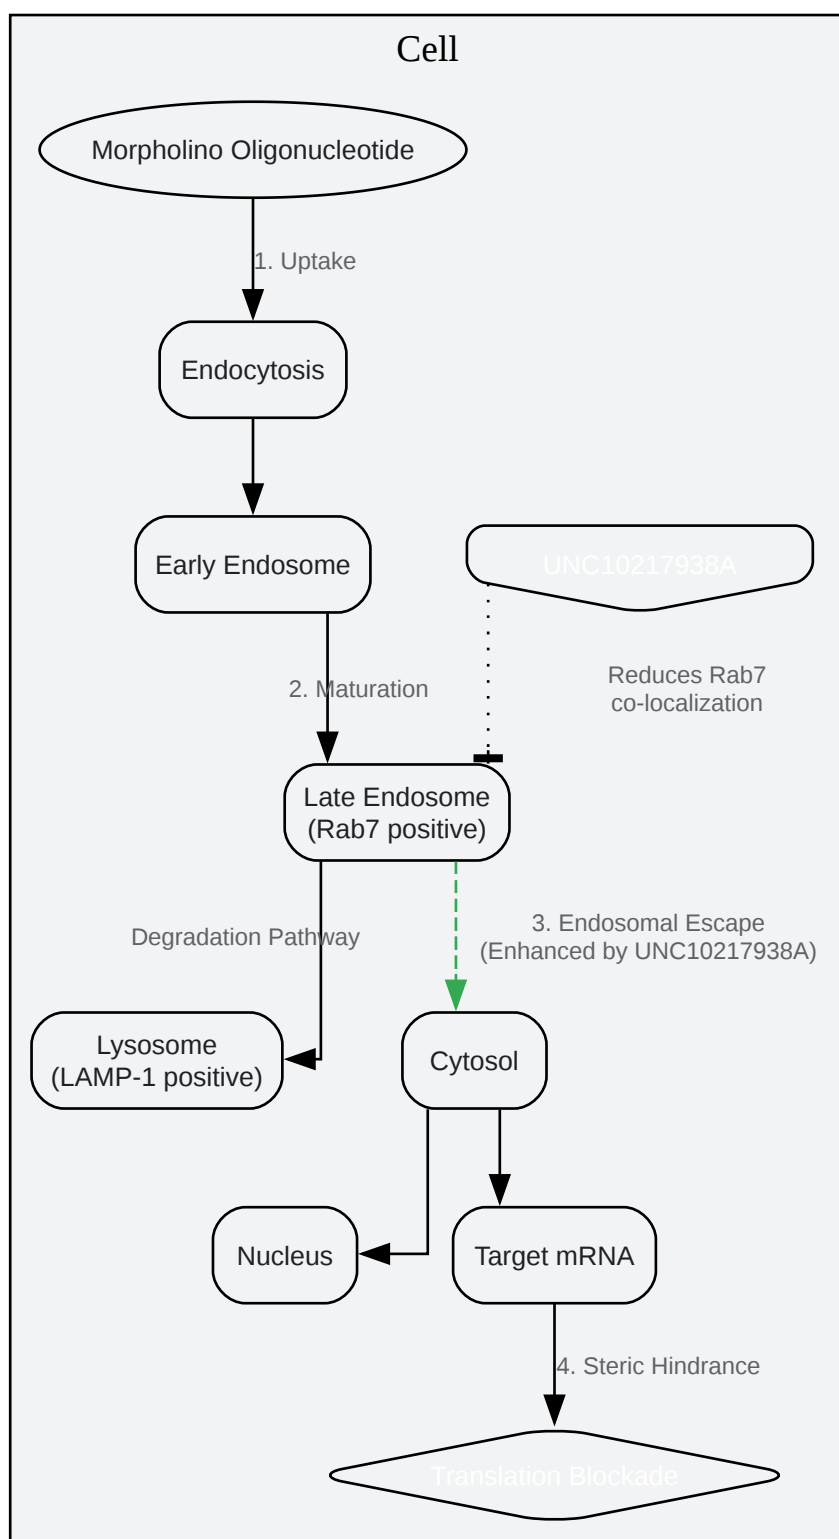 Cell
Morpholino Oligonucleotide
1. Uptake
Endocytosis
Early Endosome
UNC10217938A
2. Maturation
Reduces Rab7
co-localization
Late Endosome
(Rab7 positive)
Degradation Pathway
3. Endosomal Escape
(Enhanced by UNC10217938A)
Lysosome
(LAMP-1 positive)
Cytosol
Nucleus
Target mRNA
4. Steric Hindrance
Translation Blockade